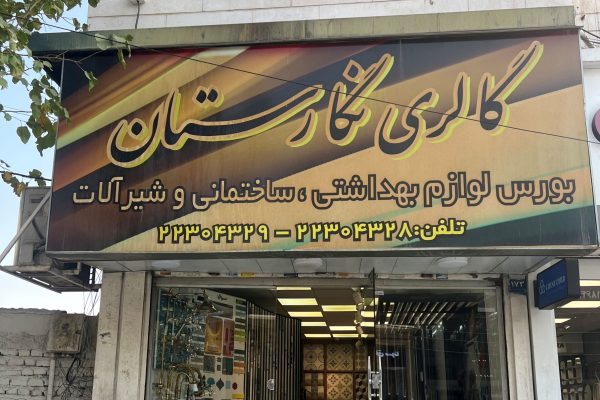 گالری نگارستان
بورس لوازم بهداشتی ، ساختمانی و شیرآلات
تلفن: ۲۲۳۰۴۳۲۸ - ۲۲۳۰۴۳۲۹